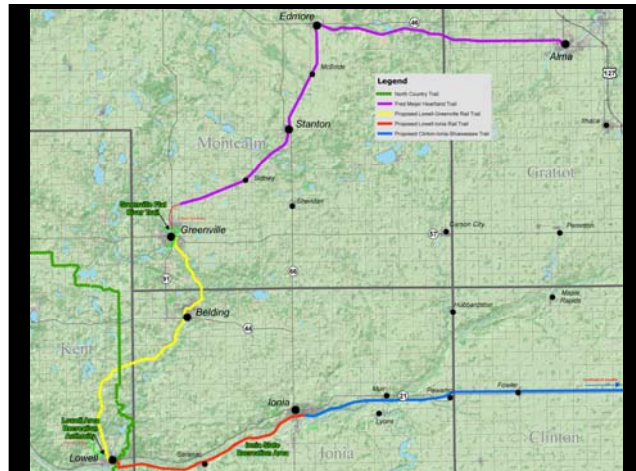 Edmore
46
Alma
127
McBride
Legend
North Country Trail
Fred Meijer Heartland Trail
Proposed Lowell-Greenville Rail Trail
Proposed Lowell-Ionia Rail Trail
Proposed Clinton-Ionia-Shiawassee Trail
Ithaca
Stanton
Montcalm
Gratiot
Sidney
Greenville Flat
River Trail
Sheridan
Greenville
Carson City
57
Perrinton
91
66
Maple
Rapids
Hubbardston
Belding
44
Kent
Ionia
Muir
21
Pewamo
Fowler
Lyons
Lowell Area
Recreation
Authority
Lowell
Saranac
Ionia State
Recreation Area
Ionia
Clinton